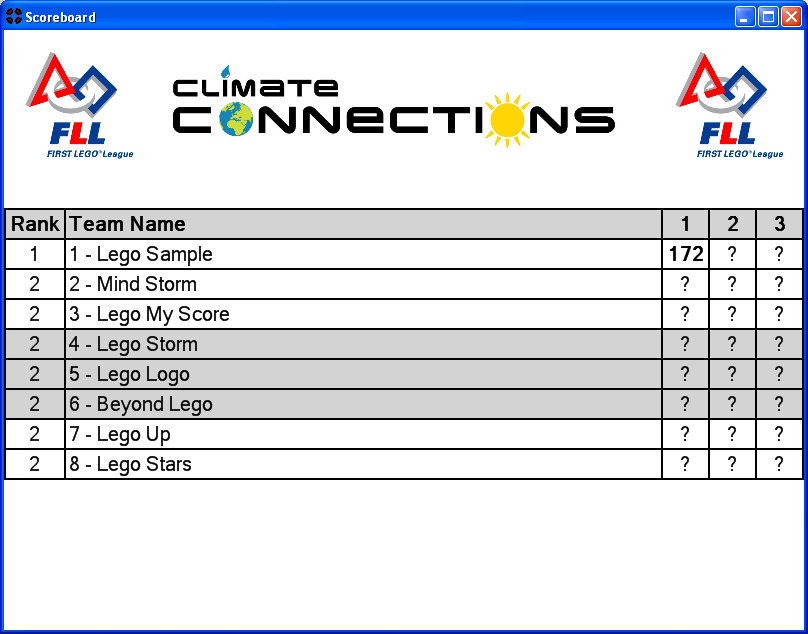 Scoreboard
CLIMATE
CONNECTIONS
FLL
FIRST LEGO® League
FLL
FIRST LEGO® League
Rank Team Name 1 2 3
1 1 - Lego Sample 172 ? ?
2 2 - Mind Storm ? ? ?
2 3 - Lego My Score ? ? ?
2 4 - Lego Storm ? ? ?
2 5 - Lego Logo ? ? ?
2 6 - Beyond Lego ? ? ?
2 7 - Lego Up ? ? ?
2 8 - Lego Stars ? ? ?